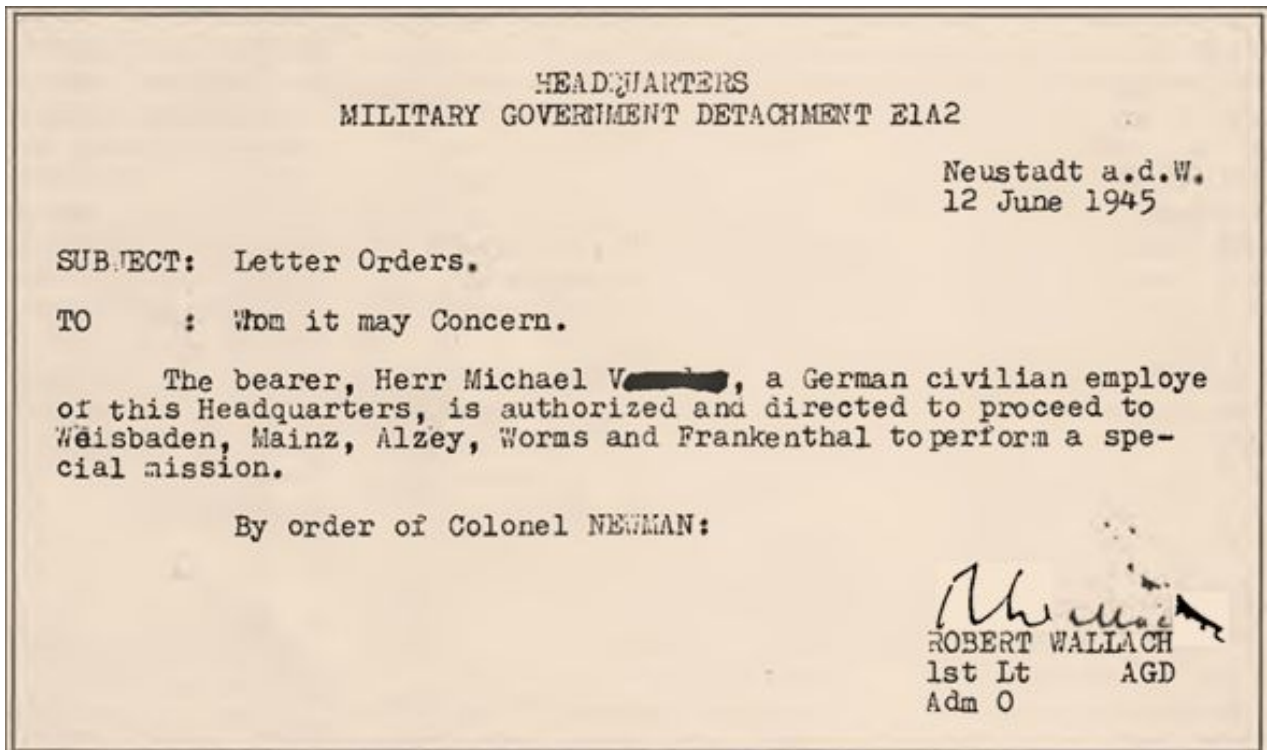 HEADQUARTERS
MILITARY GOVERNMENT DETACHMENT E1A2
Neustadt a.d.W.
12 June 1945
SUBJECT: Letter Orders.
TO : Whom it may Concern.
The bearer, Herr Michael V, a German civilian employe
of this Headquarters, is authorized and directed to proceed to
Weisbaden, Mainz, Alzey, Worms and Frankenthal to perform a spe-
cial mission.
By order of Colonel NEWMAN:
ROBERT WALLACH
1st Lt AGD
Adm O